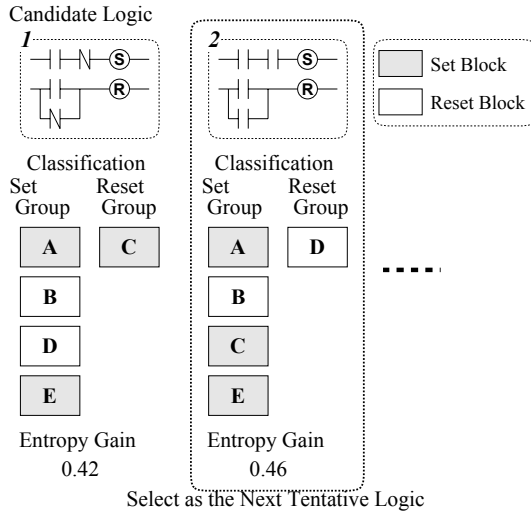 Candidate Logic
1
S
R
2
S
R
Set Block
Reset Block
Classification
Set Group
Reset Group
A
C
B
D
E
Entropy Gain
0.42
Classification
Set Group
Reset Group
A
D
B
C
E
Entropy Gain
0.46
Select as the Next Tentative Logic